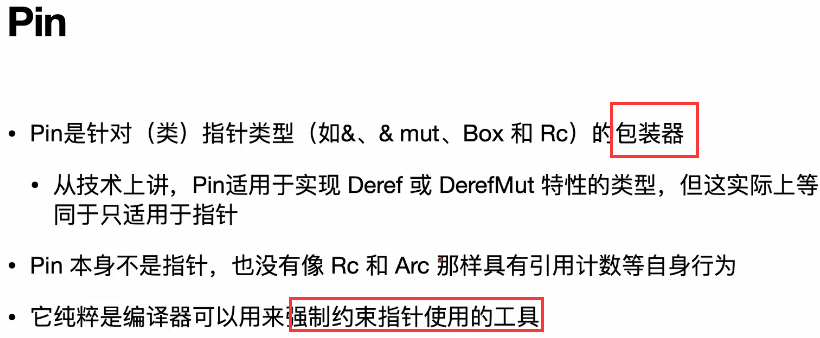 Pin
• Pin是针对（类）指针类型（如&、& mut、Box 和 Rc）的包装器
• 从技术上讲，Pin适用于实现 Deref 或 DerefMut 特性的类型，但这实际上等
同于只适用于指针
• Pin 本身不是指针，也没有像 Rc 和 Arc 那样具有引用计数等自身行为
• 它纯粹是编译器可以用来强制约束指针使用的工具